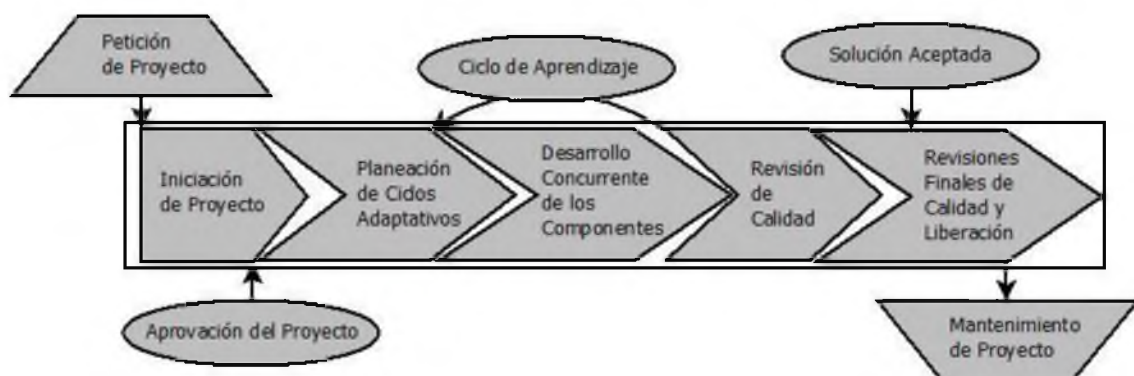 Petición
de Proyecto
Ciclo de Aprendizaje
Solución Aceptada
Iniciación
de Proyecto
Planeación
de Ciclos
Adaptativos
Desarrollo
Concurrente
de los
Componentes
Revisión
de
Calidad
Revisiones
Finales de
Calidad y
Liberación
Aprovación del Proyecto
Mantenimiento
de Proyecto